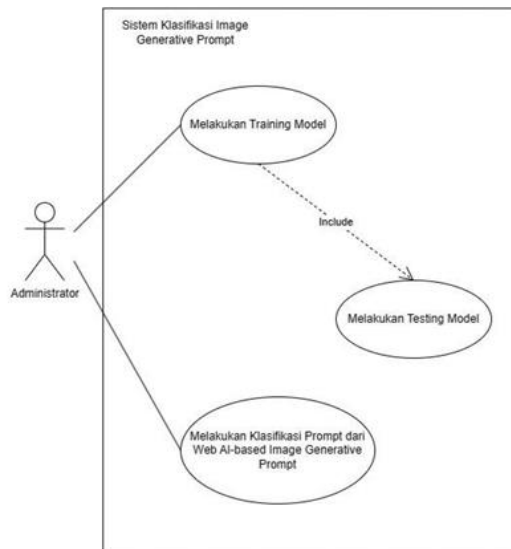 Sistem Klasifikasi Image
Generative Prompt
Melakukan Training Model
Include
Administrator
Melakukan Testing Model
Melakukan Klasifikasi Prompt dari
Web AI-based Image Generative
Prompt